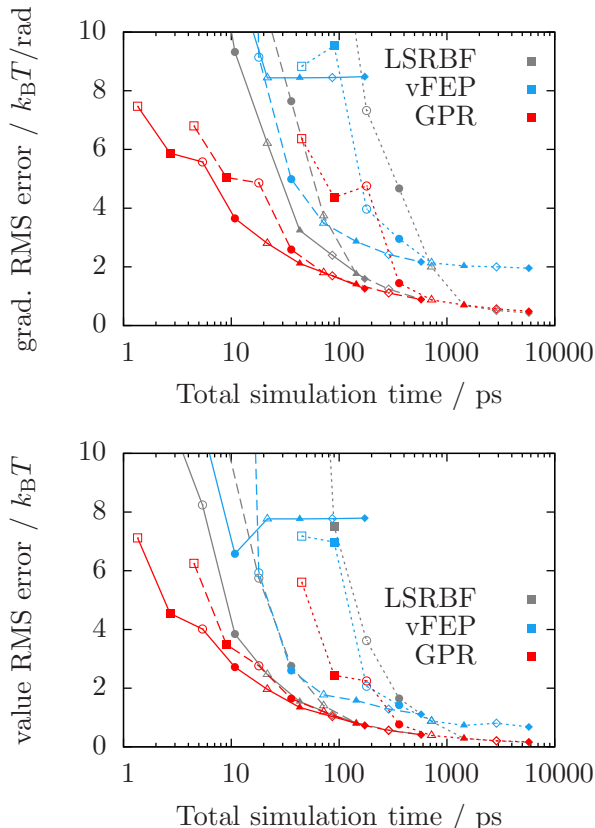 grad. RMS error / kBT/rad
10
8
6
4
2
0
LSRBF
vFEP
GPR
1 10 100 1000 10000
Total simulation time / ps
value RMS error / kBT
10
8
6
4
2
0
LSRBF
vFEP
GPR
1 10 100 1000 10000
Total simulation time / ps